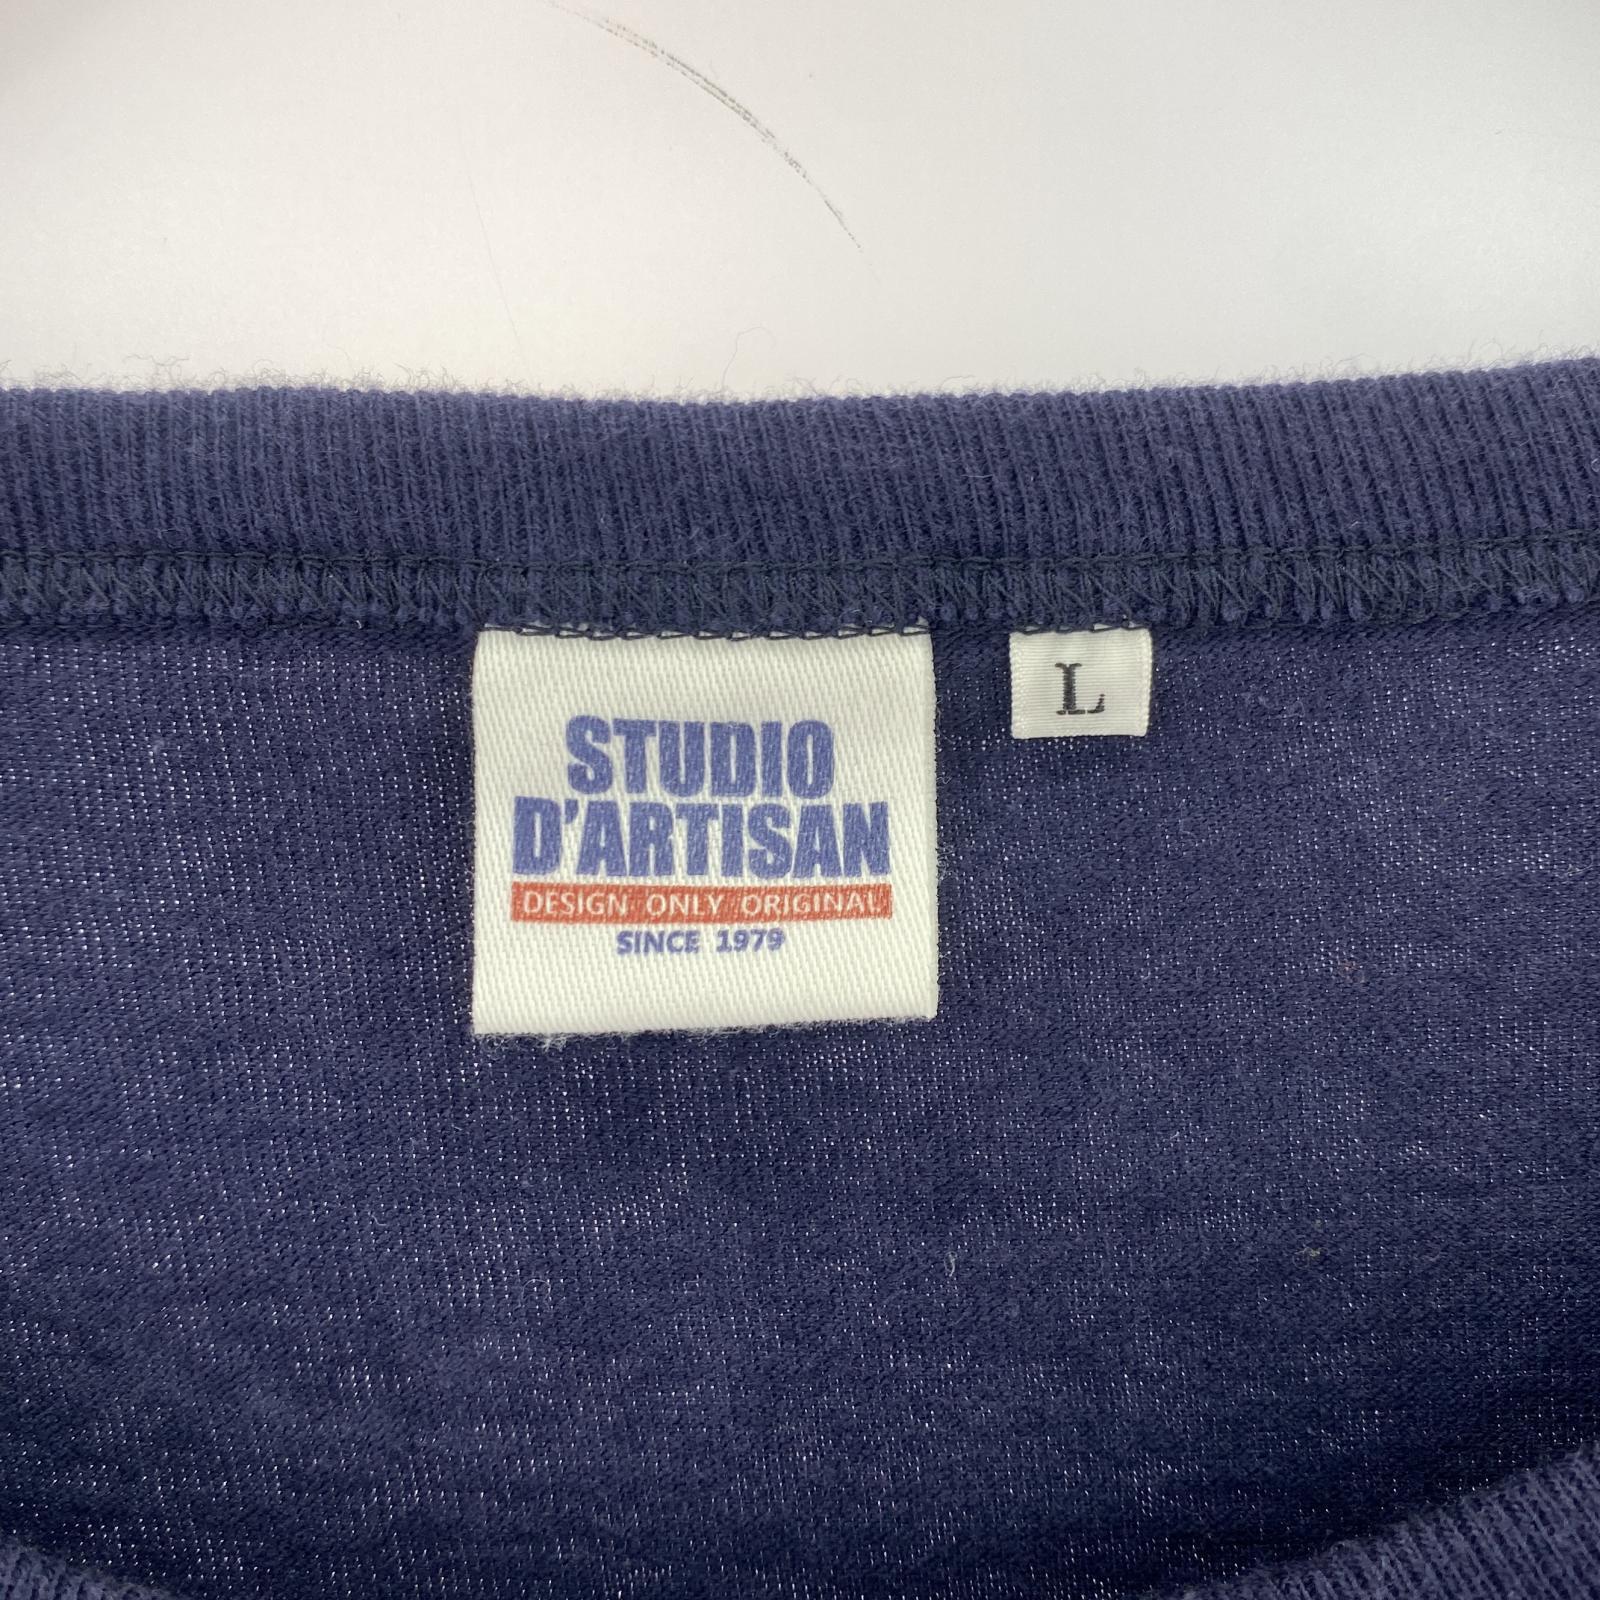 STUDIO
D'ARTISAN
DESIGN ONLY ORIGINAL
SINCE 1979
L